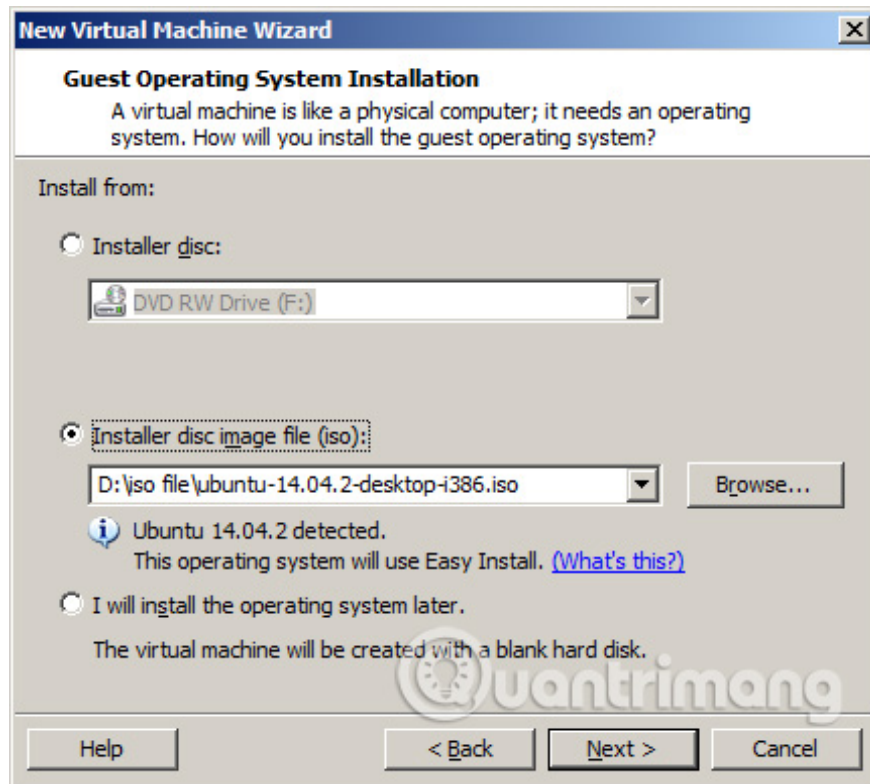 New Virtual Machine Wizard
Guest Operating System Installation
A virtual machine is like a physical computer; it needs an operating
system. How will you install the guest operating system?
Install from:
Installer disc:
DVD RW Drive (F:)
Installer disc image file (iso):
D:\iso file\ubuntu-14.04.2-desktop-i386.iso
Browse...
Ubuntu 14.04.2 detected.
This operating system will use Easy Install. (What's this?)
I will install the operating system later.
The virtual machine will be created with a blank hard disk.
Quantrimang
Help
< Back
Next >
Cancel